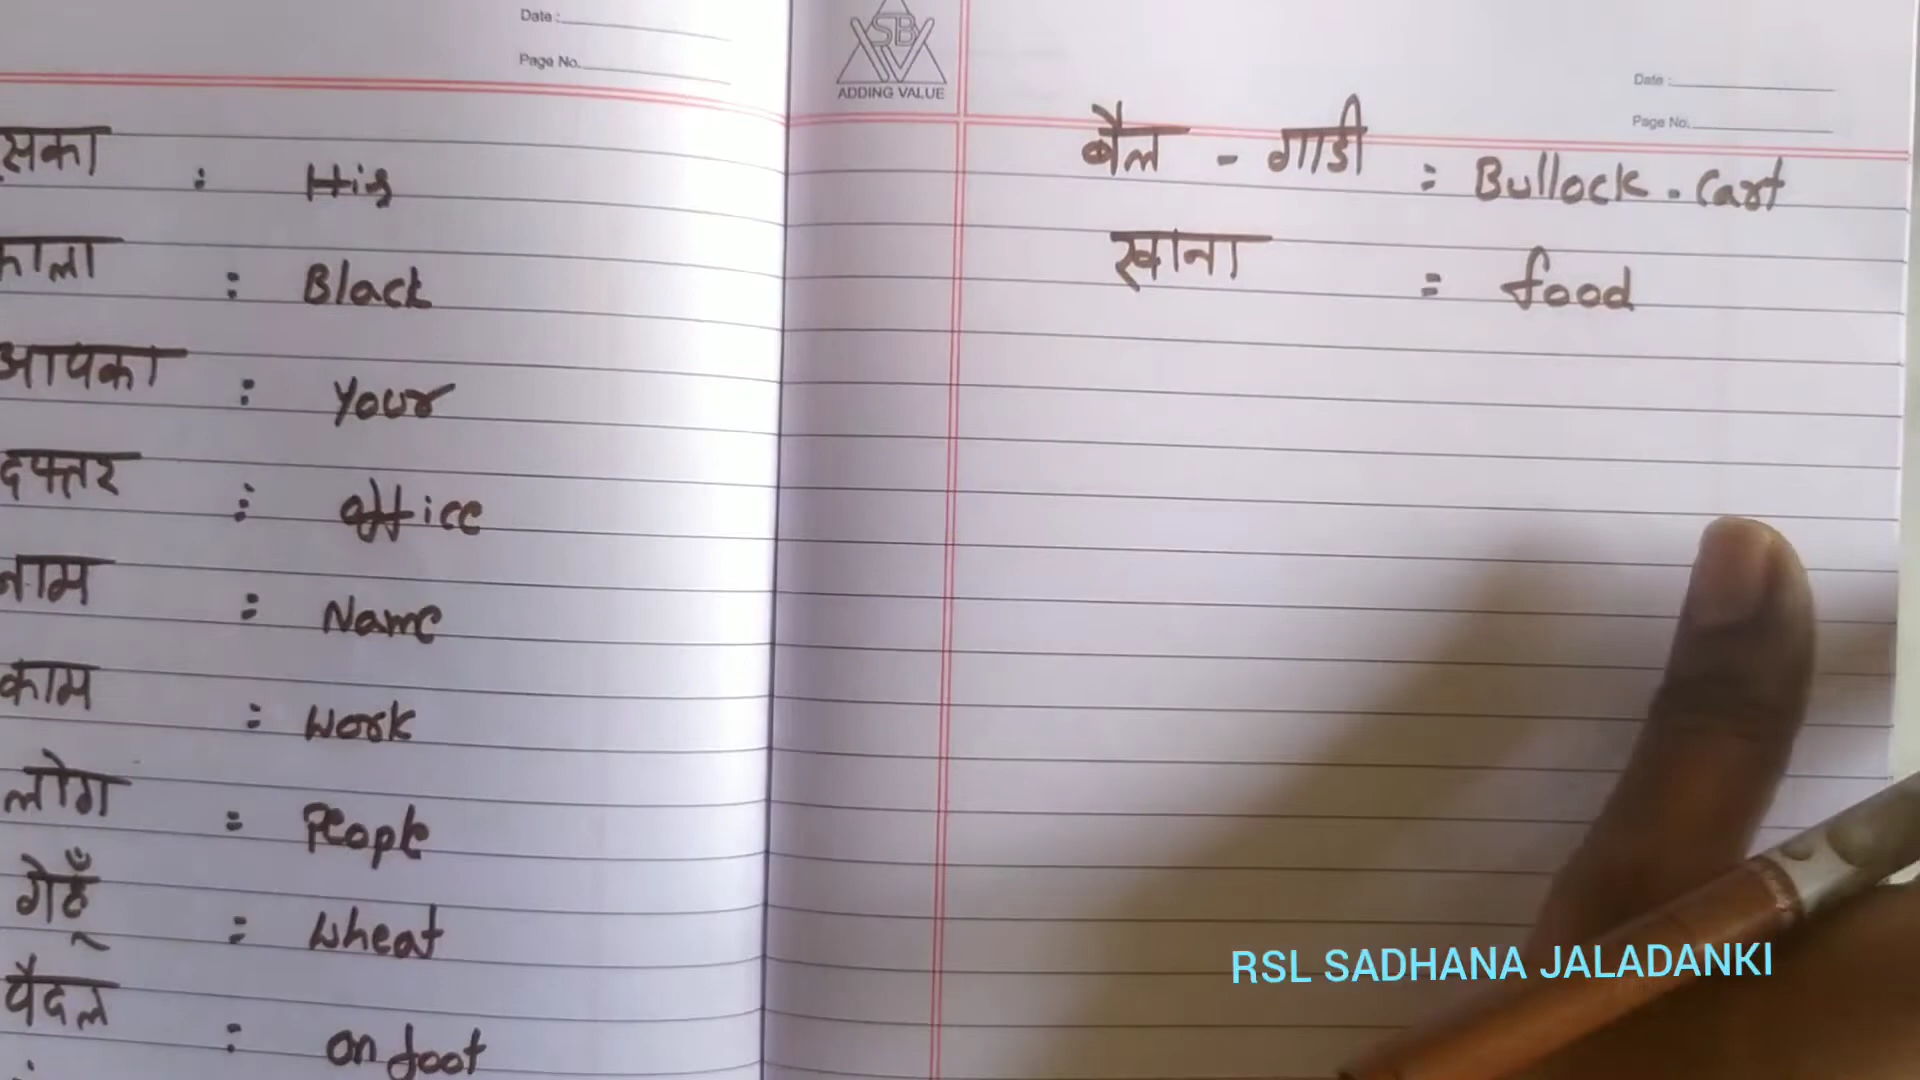 Date :
Page No.
सका : His
काला : Black
आपका : your
दफ्तर : office
नाम : Name
काम : work
लोग : People
गेहूँ : wheat
पैदल : on foot
SB
ADDING VALUE
Date :
Page No.
बैल - गाडी : Bullock - cart
खाना : food
RSL SADHANA JALADANKI